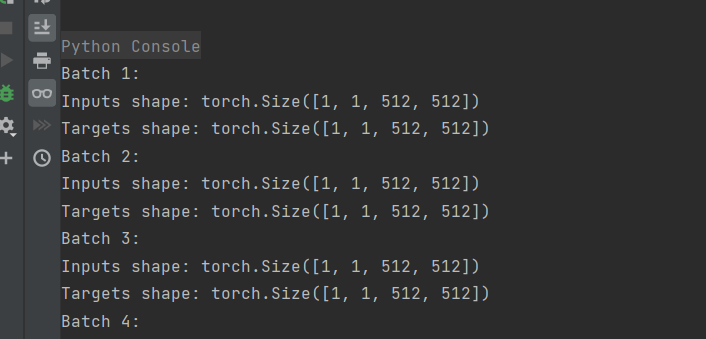 Python Console
Batch 1:
Inputs shape: torch.Size([1, 1, 512, 512])
Targets shape: torch.Size([1, 1, 512, 512])
Batch 2:
Inputs shape: torch.Size([1, 1, 512, 512])
Targets shape: torch.Size([1, 1, 512, 512])
Batch 3:
Inputs shape: torch.Size([1, 1, 512, 512])
Targets shape: torch.Size([1, 1, 512, 512])
Batch 4: